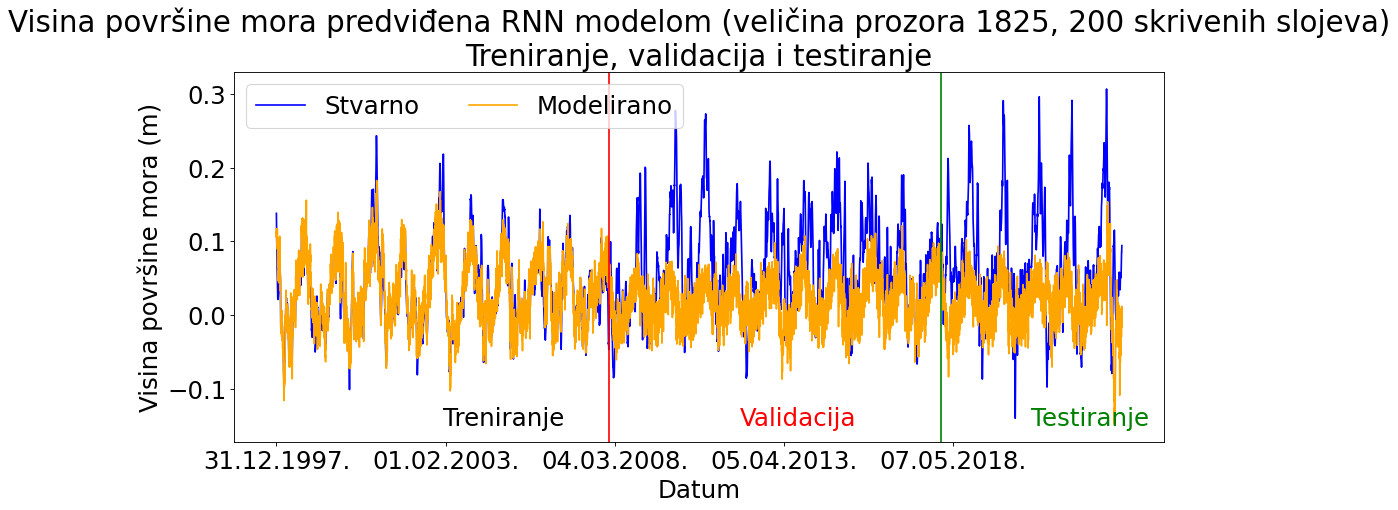 Visina površine mora predviđena RNN modelom (veličina prozora 1825, 200 skrivenih slojeva)
Treniranje, validacija i testiranje
Stvarno
Modelirano
Visina površine mora (m)
0.3
0.2
0.1
0.0
−0.1
Treniranje
Validacija
Testiranje
31.12.1997.
01.02.2003.
04.03.2008.
05.04.2013.
07.05.2018.
Datum